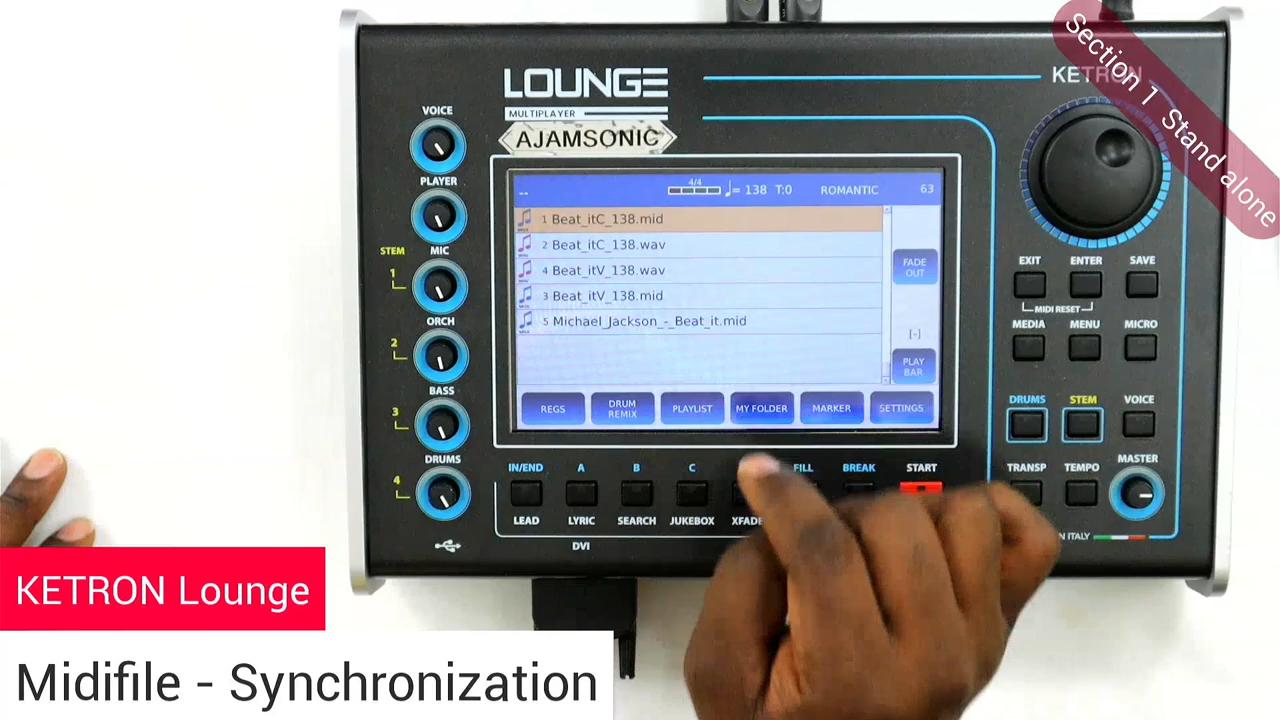 Section 1 Stand alone
LOUNGE
MULTIPLAYER
KETRON
AJAMSONIC
VOICE
PLAYER
STEM
MIC
1
ORCH
2
BASS
3
DRUMS
4
--
4/4
= 138 T:0
ROMANTIC
63
1 Beat_itC_138.mid
2 Beat_itC_138.wav
4 Beat_itV_138.wav
3 Beat_itV_138.mid
5 Michael_Jackson_-_Beat_it.mid
FADE
OUT
[-]
PLAY
BAR
REGS
DRUM
REMIX
PLAYLIST
MY FOLDER
MARKER
SETTINGS
EXIT ENTER SAVE
MIDI RESET
MEDIA MENU MICRO
DRUMS STEM VOICE
TRANSP TEMPO MASTER
IN/END A B C FILL BREAK START
LEAD LYRIC SEARCH JUKEBOX XFADE
DVI
ITALY
KETRON Lounge
Midifile - Synchronization